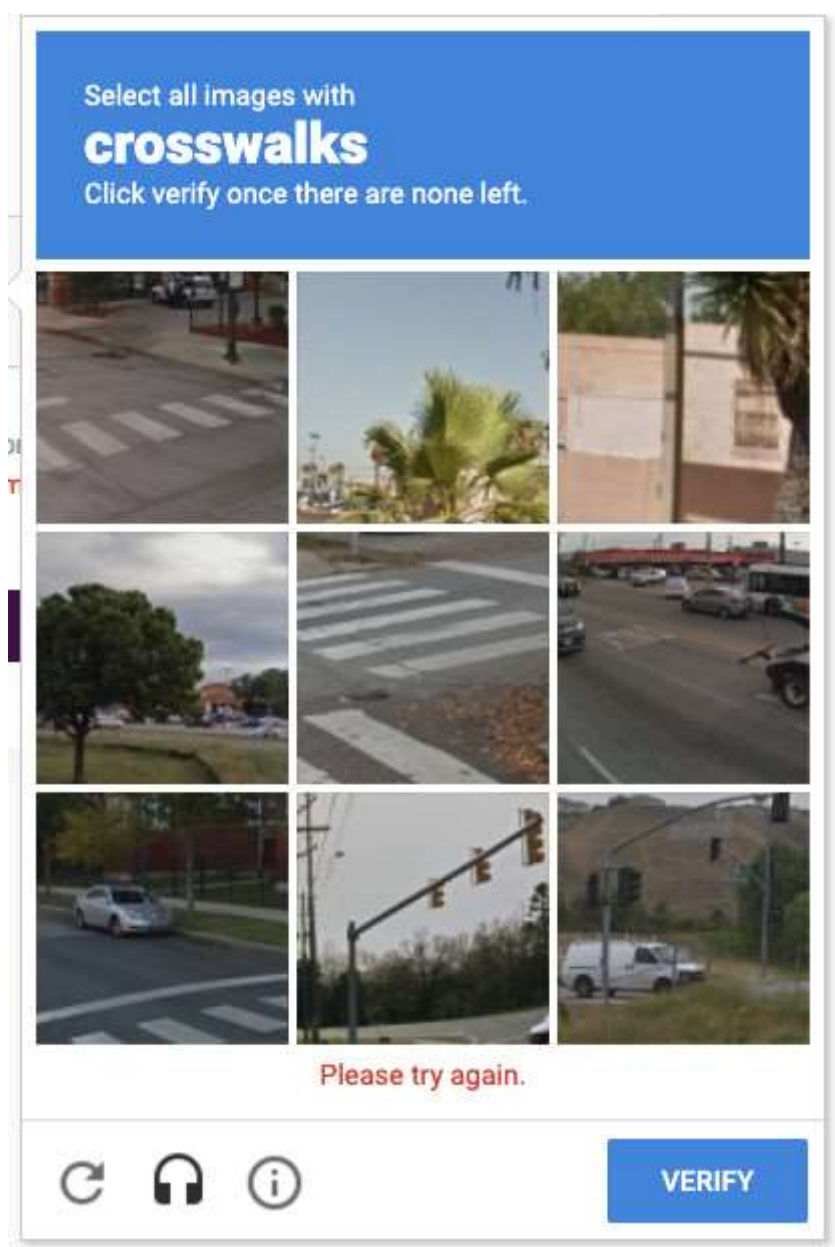 Select all images with
crosswalks
Click verify once there are none left.
Please try again.
VERIFY